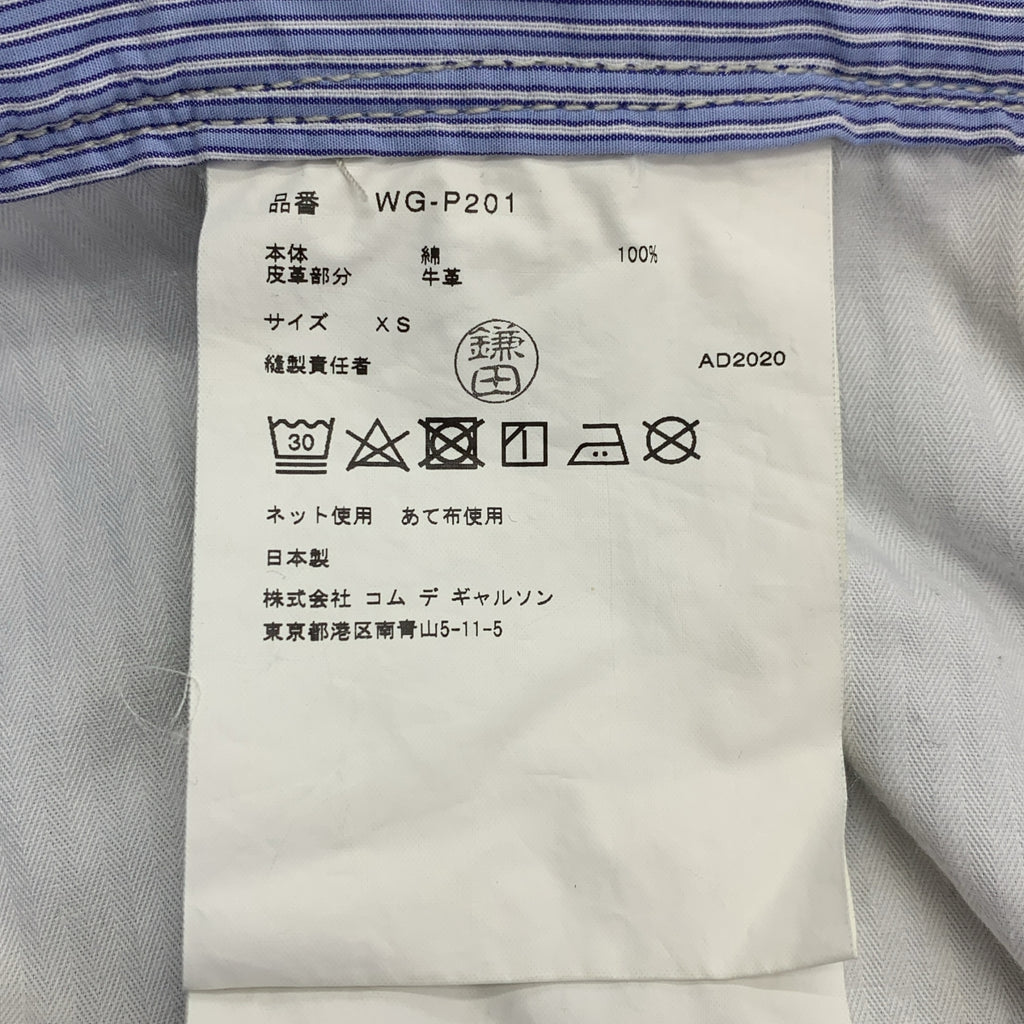 品番 WG-P201
本体 綿 100%
皮革部分 牛革
サイズ XS
縫製責任者 鎌田 AD2020
30
ネット使用 あて布使用
日本製
株式会社 コム デ ギャルソン
東京都港区南青山5-11-5